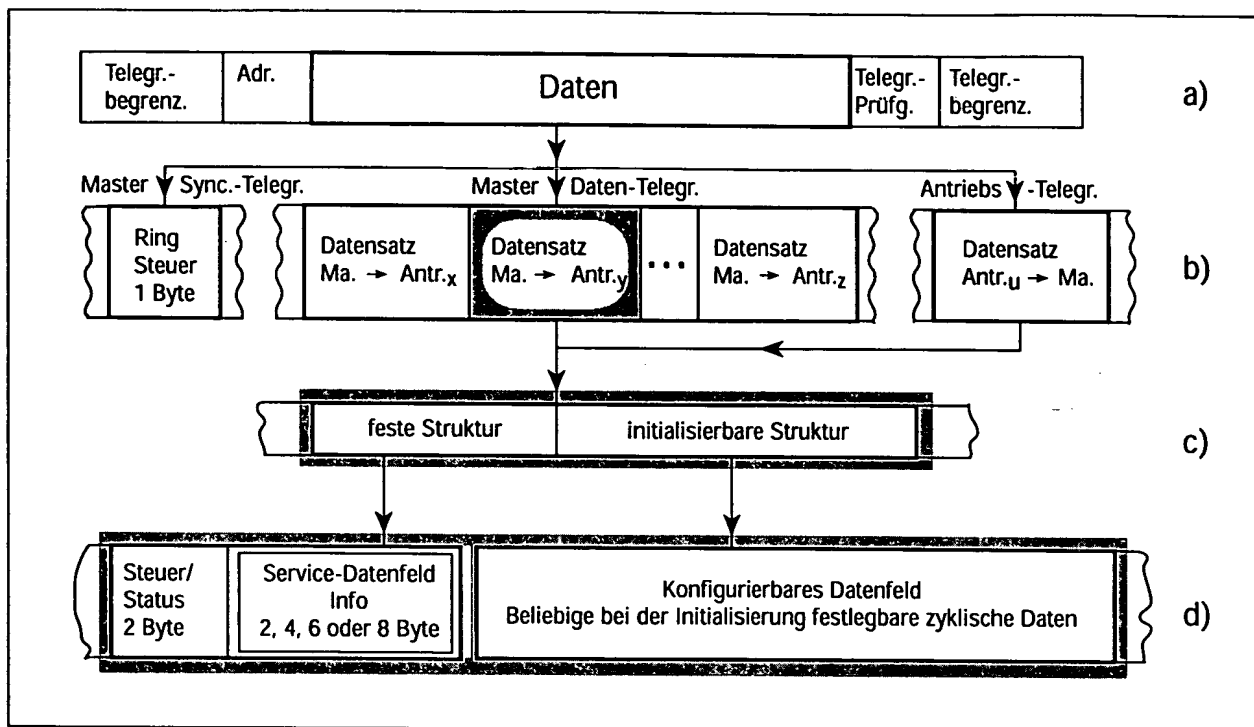 Telegr.-
begrenz.
Adr.
Daten
Telegr.-
Prüfg.
Telegr.-
begrenz.
a)
Master
Sync.-Telegr.
Master
Daten-Telegr.
Antriebs
-Telegr.
Ring
Steuer
1 Byte
Datensatz
Ma. → Antr.x
Datensatz
Ma. → Antr.y
• • •
Datensatz
Ma. → Antr.z
Datensatz
Antr.u → Ma.
b)
feste Struktur
initialisierbare Struktur
c)
Steuer/
Status
2 Byte
Service-Datenfeld
Info
2, 4, 6 oder 8 Byte
Konfigurierbares Datenfeld
Beliebige bei der Initialisierung festlegbare zyklische Daten
d)